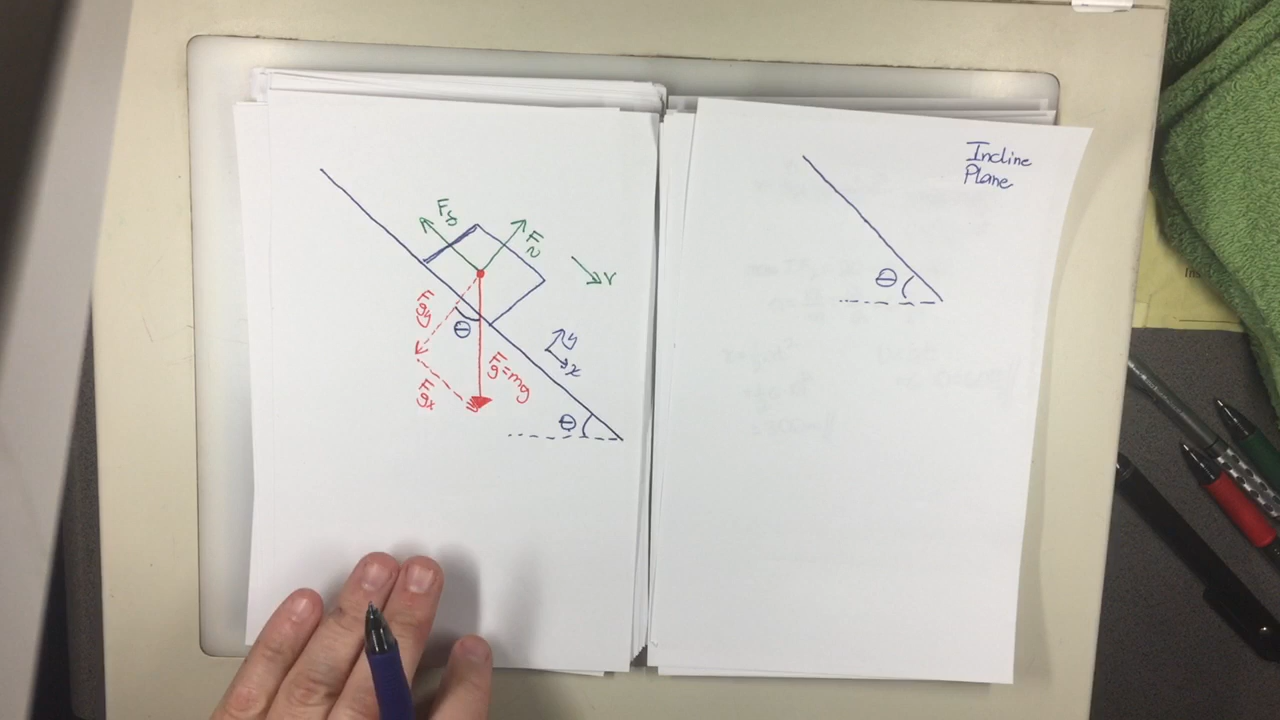 Ff
FN
v
Fgy
θ
y
x
Fg=mg
Fgx
θ
Incline
Plane
θ